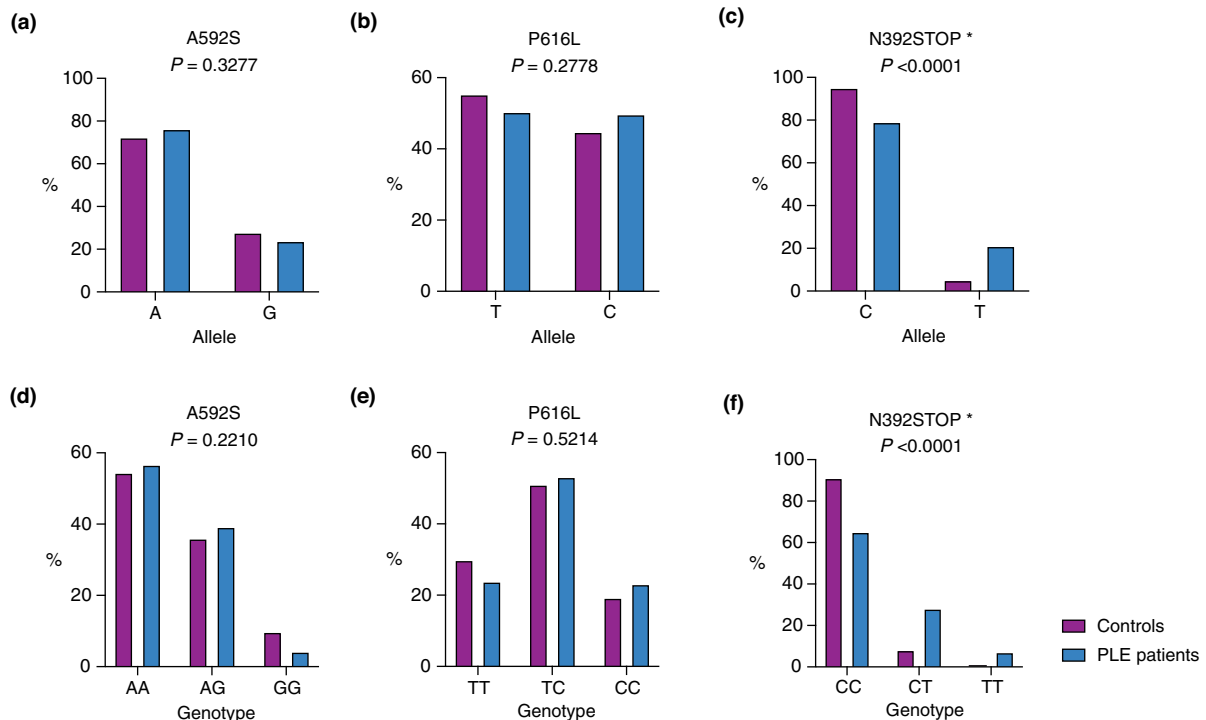 (a)
A592S
P = 0.3277
100
80
60
40
20
0
%
A
G
Allele
(b)
P616L
P = 0.2778
60
40
20
0
%
T
C
Allele
(c)
N392STOP *
P <0.0001
100
80
60
40
20
0
%
C
T
Allele
(d)
A592S
P = 0.2210
60
40
20
0
%
AA
AG
GG
Genotype
(e)
P616L
P = 0.5214
60
40
20
0
%
TT
TC
CC
Genotype
(f)
N392STOP *
P <0.0001
100
80
60
40
20
0
%
CC
CT
TT
Genotype
Controls
PLE patients